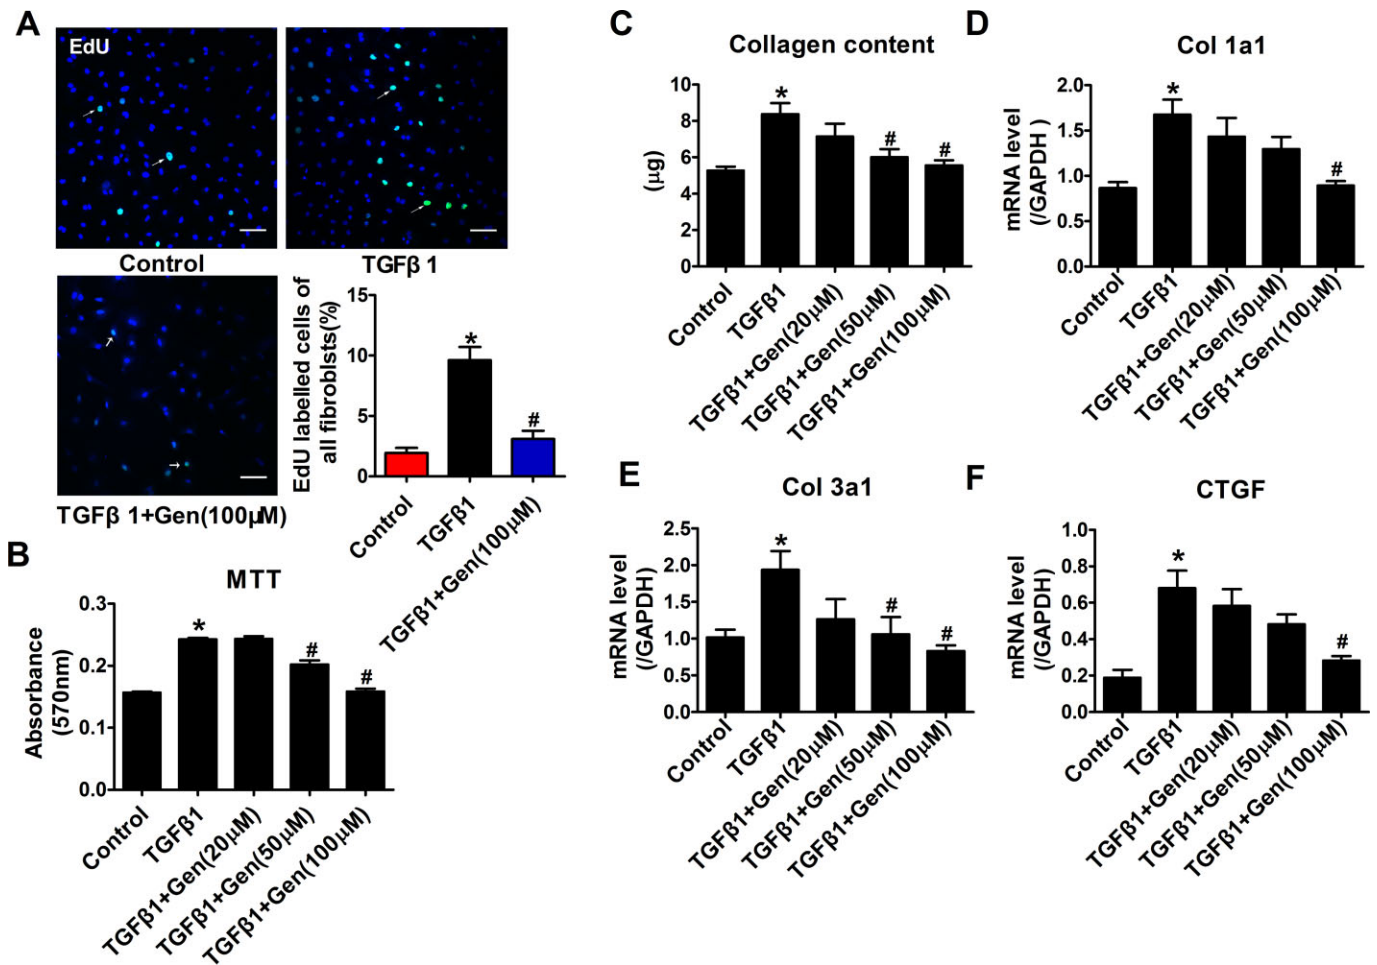 A
EdU
Control
TGFβ 1
TGFβ 1+Gen(100μM)
EdU labelled cells of
all fibroblsts(%)
15
10
5
0
*
#
Control
TGFβ1
TGFβ1+Gen(100μM)
B
MTT
Absorbance
(570nm)
0.3
0.2
0.1
0.0
*
#
#
Control
TGFβ1
TGFβ1+Gen(20μM)
TGFβ1+Gen(50μM)
TGFβ1+Gen(100μM)
C
Collagen content
(μg)
10
8
6
4
2
0
*
#
#
Control
TGFβ1
TGFβ1+Gen(20μM)
TGFβ1+Gen(50μM)
TGFβ1+Gen(100μM)
D
Col 1a1
mRNA level
(/GAPDH)
2.0
1.5
1.0
0.5
0.0
*
#
Control
TGFβ1
TGFβ1+Gen(20μM)
TGFβ1+Gen(50μM)
TGFβ1+Gen(100μM)
E
Col 3a1
mRNA level
(/GAPDH)
2.5
2.0
1.5
1.0
0.5
0.0
*
#
#
Control
TGFβ1
TGFβ1+Gen(20μM)
TGFβ1+Gen(50μM)
TGFβ1+Gen(100μM)
F
CTGF
mRNA level
(/GAPDH)
1.0
0.8
0.6
0.4
0.2
0.0
*
#
Control
TGFβ1
TGFβ1+Gen(20μM)
TGFβ1+Gen(50μM)
TGFβ1+Gen(100μM)